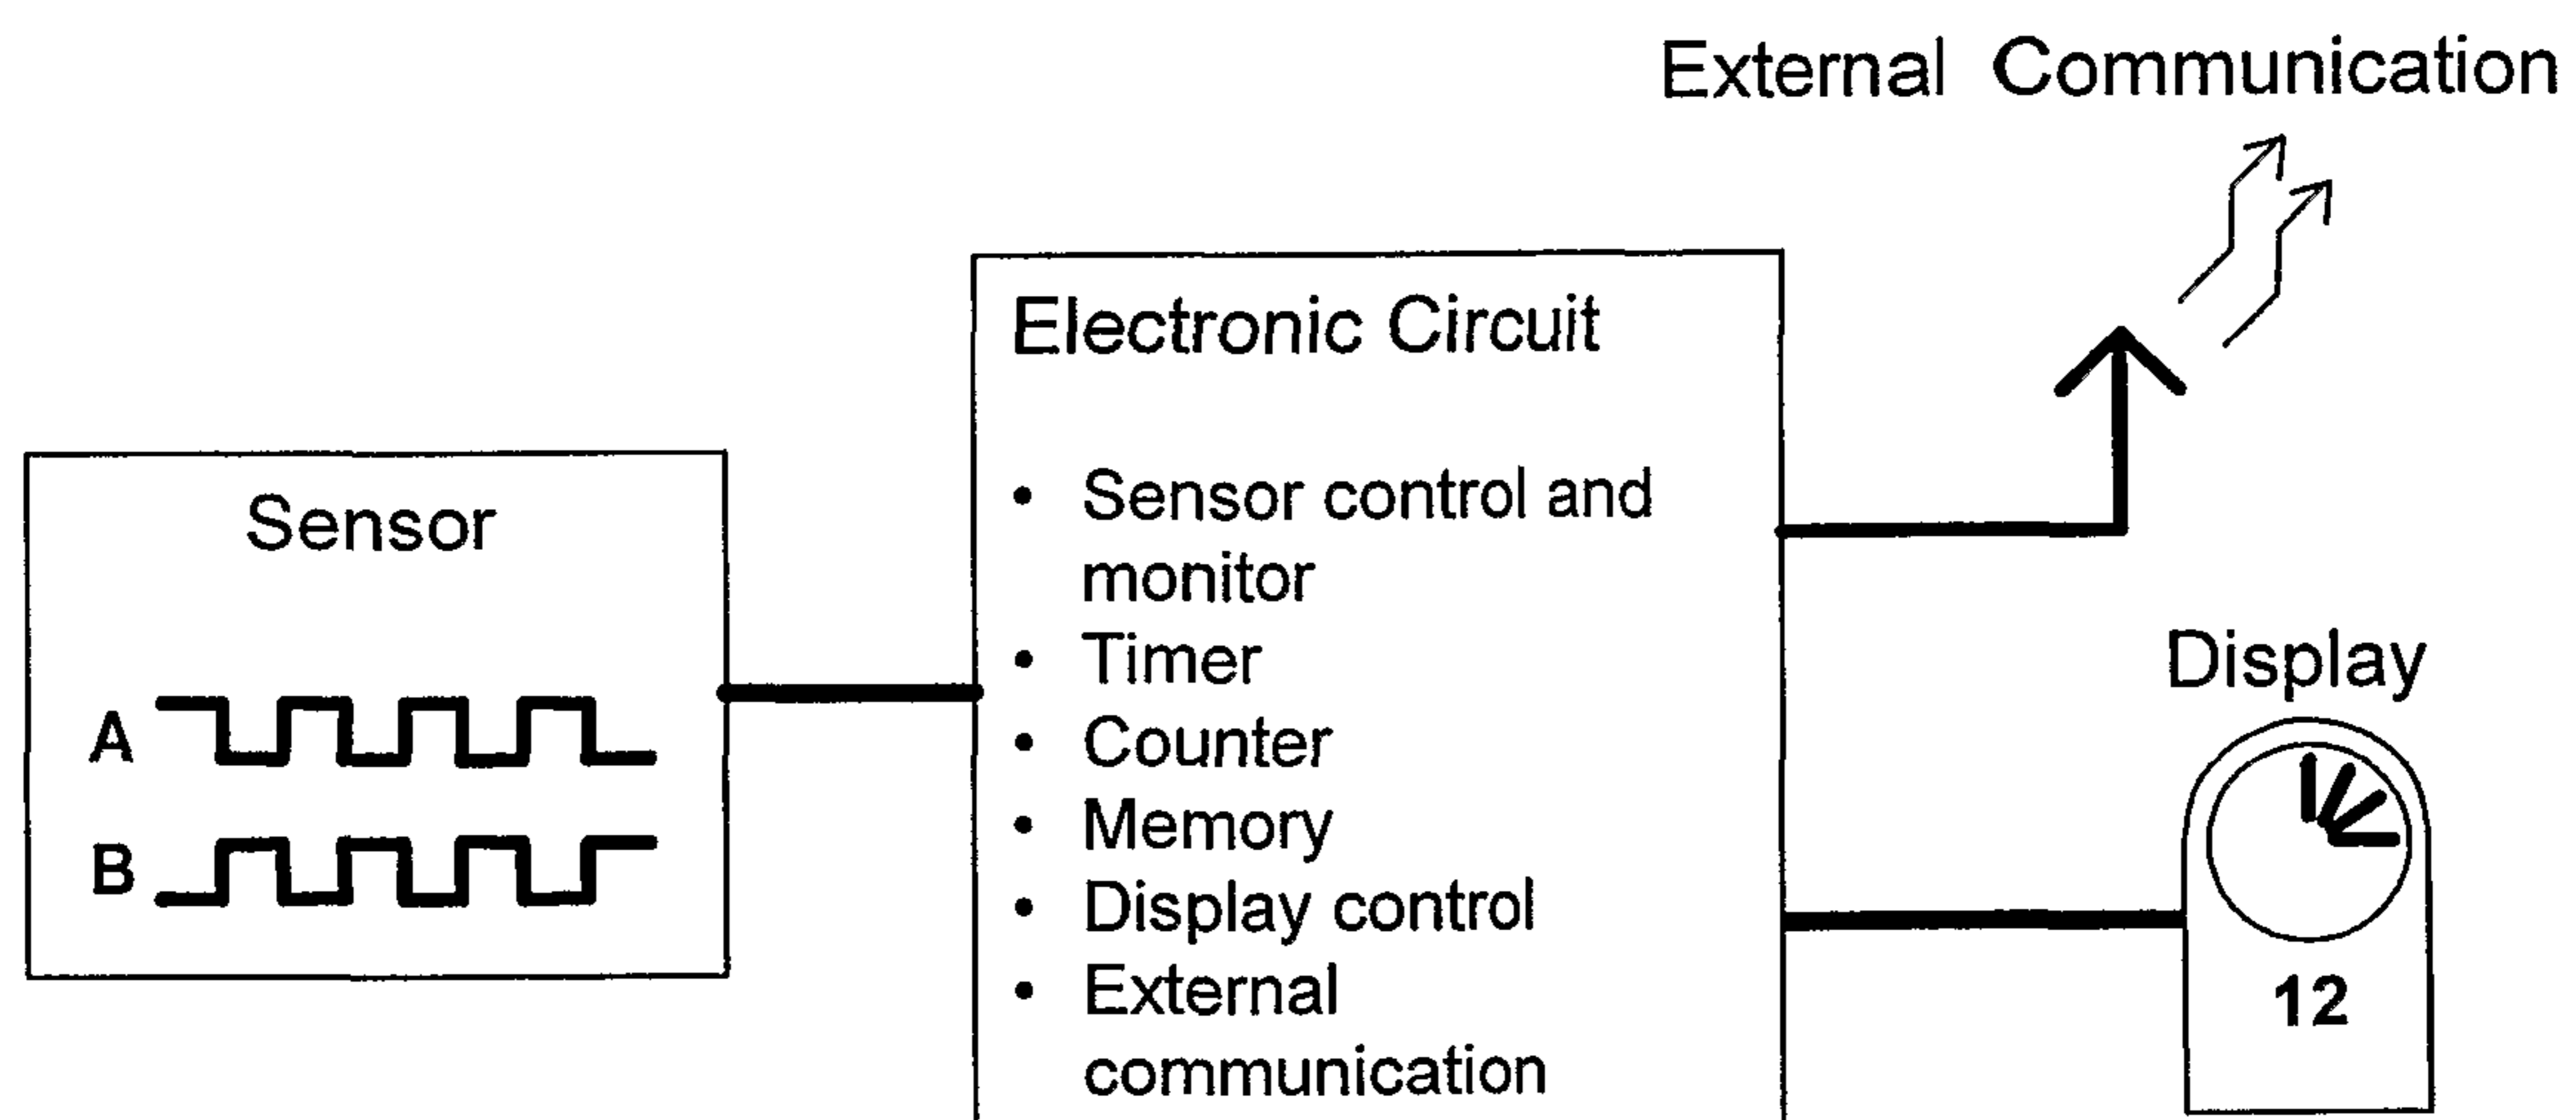 External Communication
Electronic Circuit
• Sensor control and
monitor
• Timer
• Counter
• Memory
• Display control
• External
communication
Sensor
A
B
Display
12